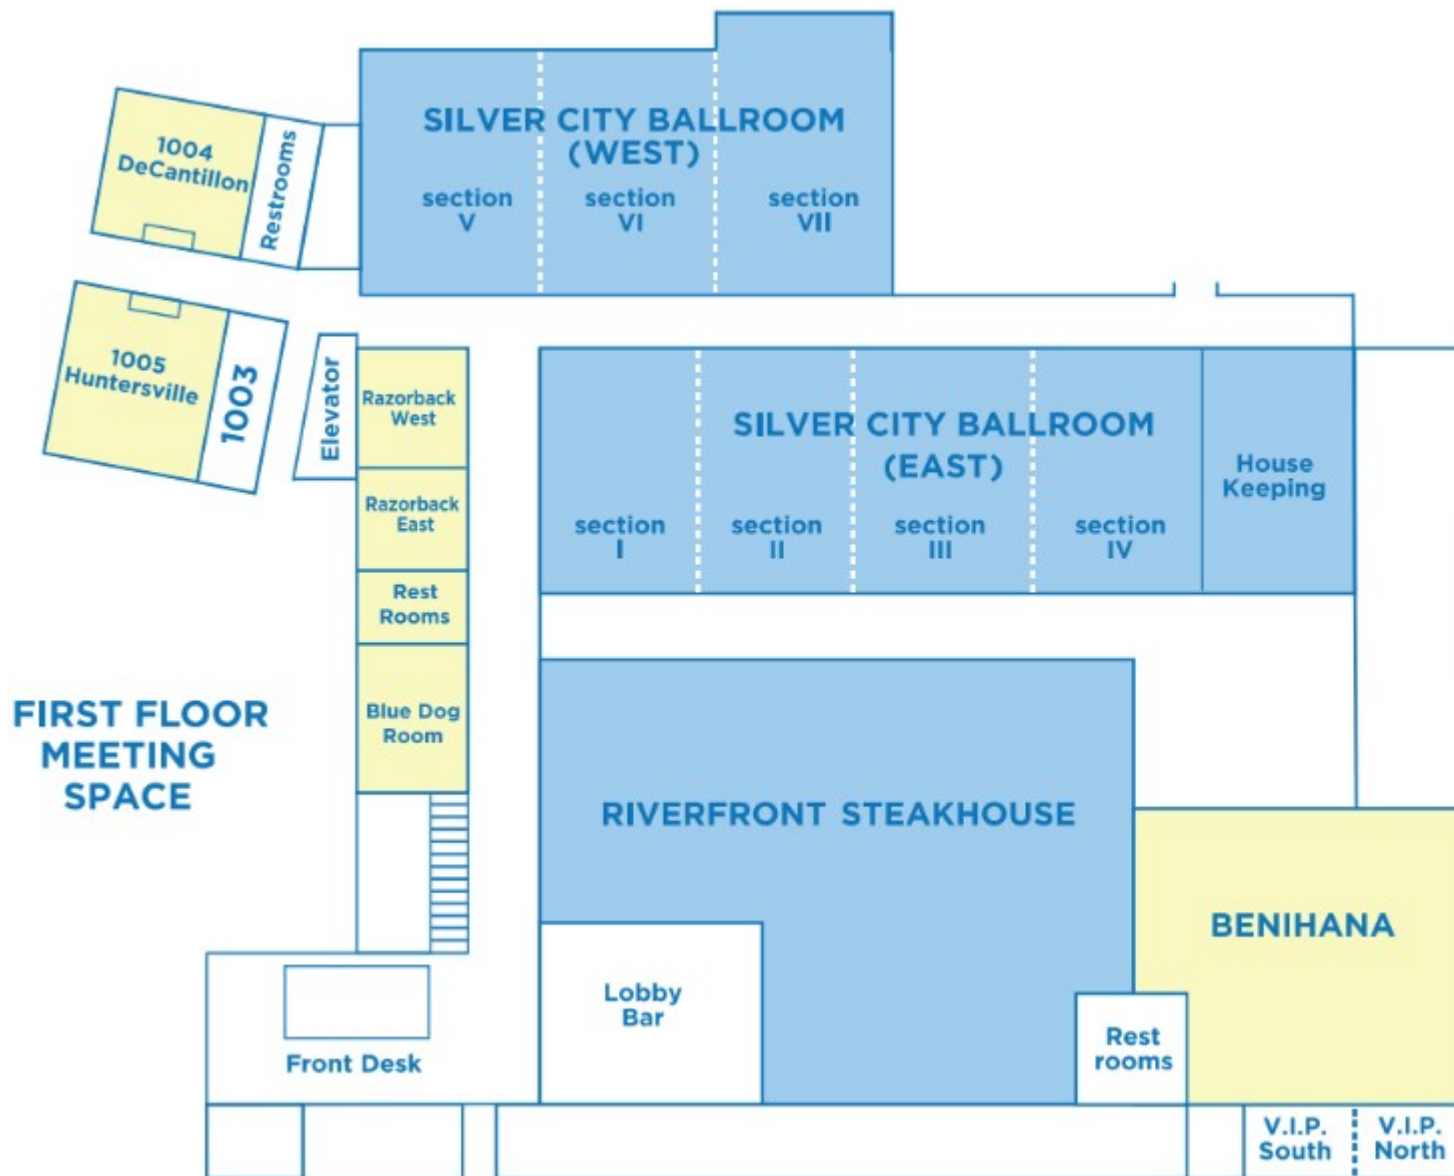 SILVER CITY BALLROOM
(WEST)
section
V
section
VI
section
VII
1004
DeCantillon
Restrooms
1005
Huntersville
1003
Elevator
Razorback
West
Razorback
East
Rest
Rooms
Blue Dog
Room
SILVER CITY BALLROOM
(EAST)
section
I
section
II
section
III
section
IV
House
Keeping
FIRST FLOOR
MEETING
SPACE
RIVERFRONT STEAKHOUSE
BENIHANA
Lobby
Bar
Rest
rooms
Front Desk
V.I.P.
South
V.I.P.
North